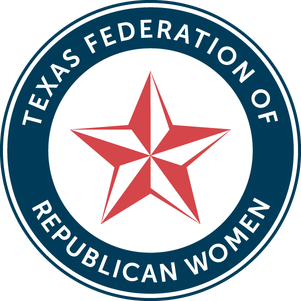 TEXAS FEDERATION OF
REPUBLICAN WOMEN